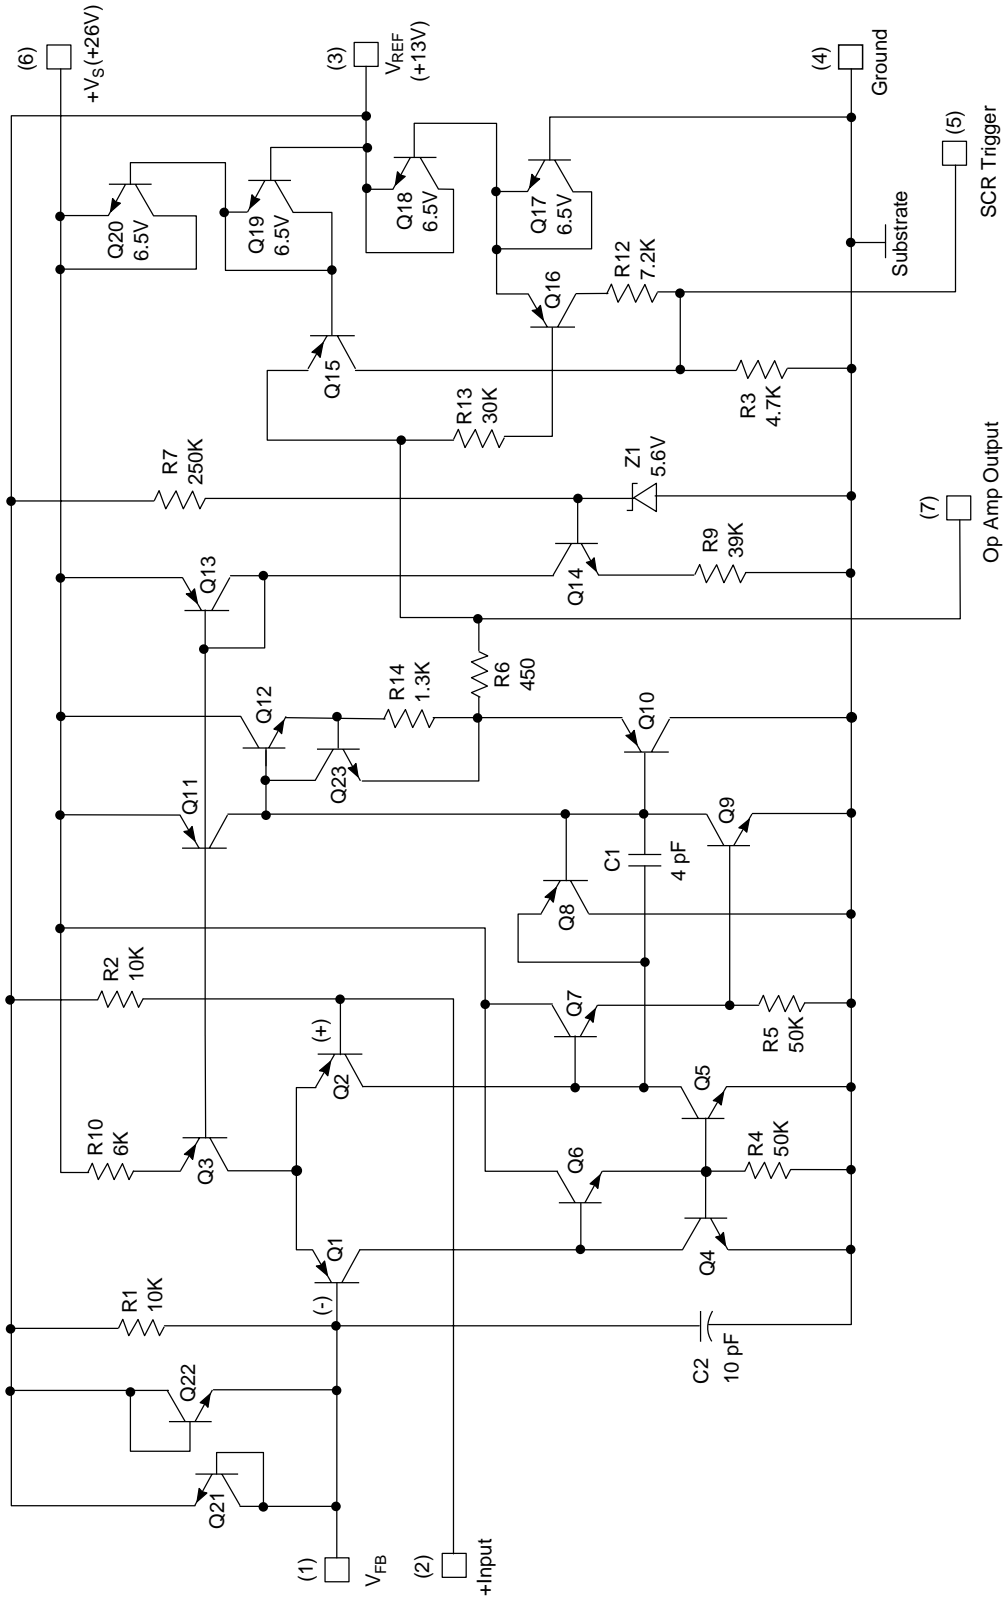 (6)
+VS(+26V)
(3)
VREF
(+13V)
(4)
Ground
(5)
SCR Trigger
Substrate
Q20
6.5V
Q19
6.5V
Q18
6.5V
Q17
6.5V
Q16
R12
7.2K
Q15
R13
30K
R3
4.7K
R7
250K
Z1
5.6V
(7)
Op Amp Output
Q13
Q14
R9
39K
Q12
R14
1.3K
R6
450
Q23
Q10
Q11
Q9
C1
4 pF
Q8
R2
10K
(+)
Q2
Q7
R5
50K
R10
6K
Q3
Q5
Q6
R4
50K
Q1
(-)
Q4
R1
10K
C2
10 pF
Q22
Q21
(1)
VFB
(2)
+Input